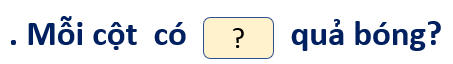 . Mỗi cột có ? quả bóng?